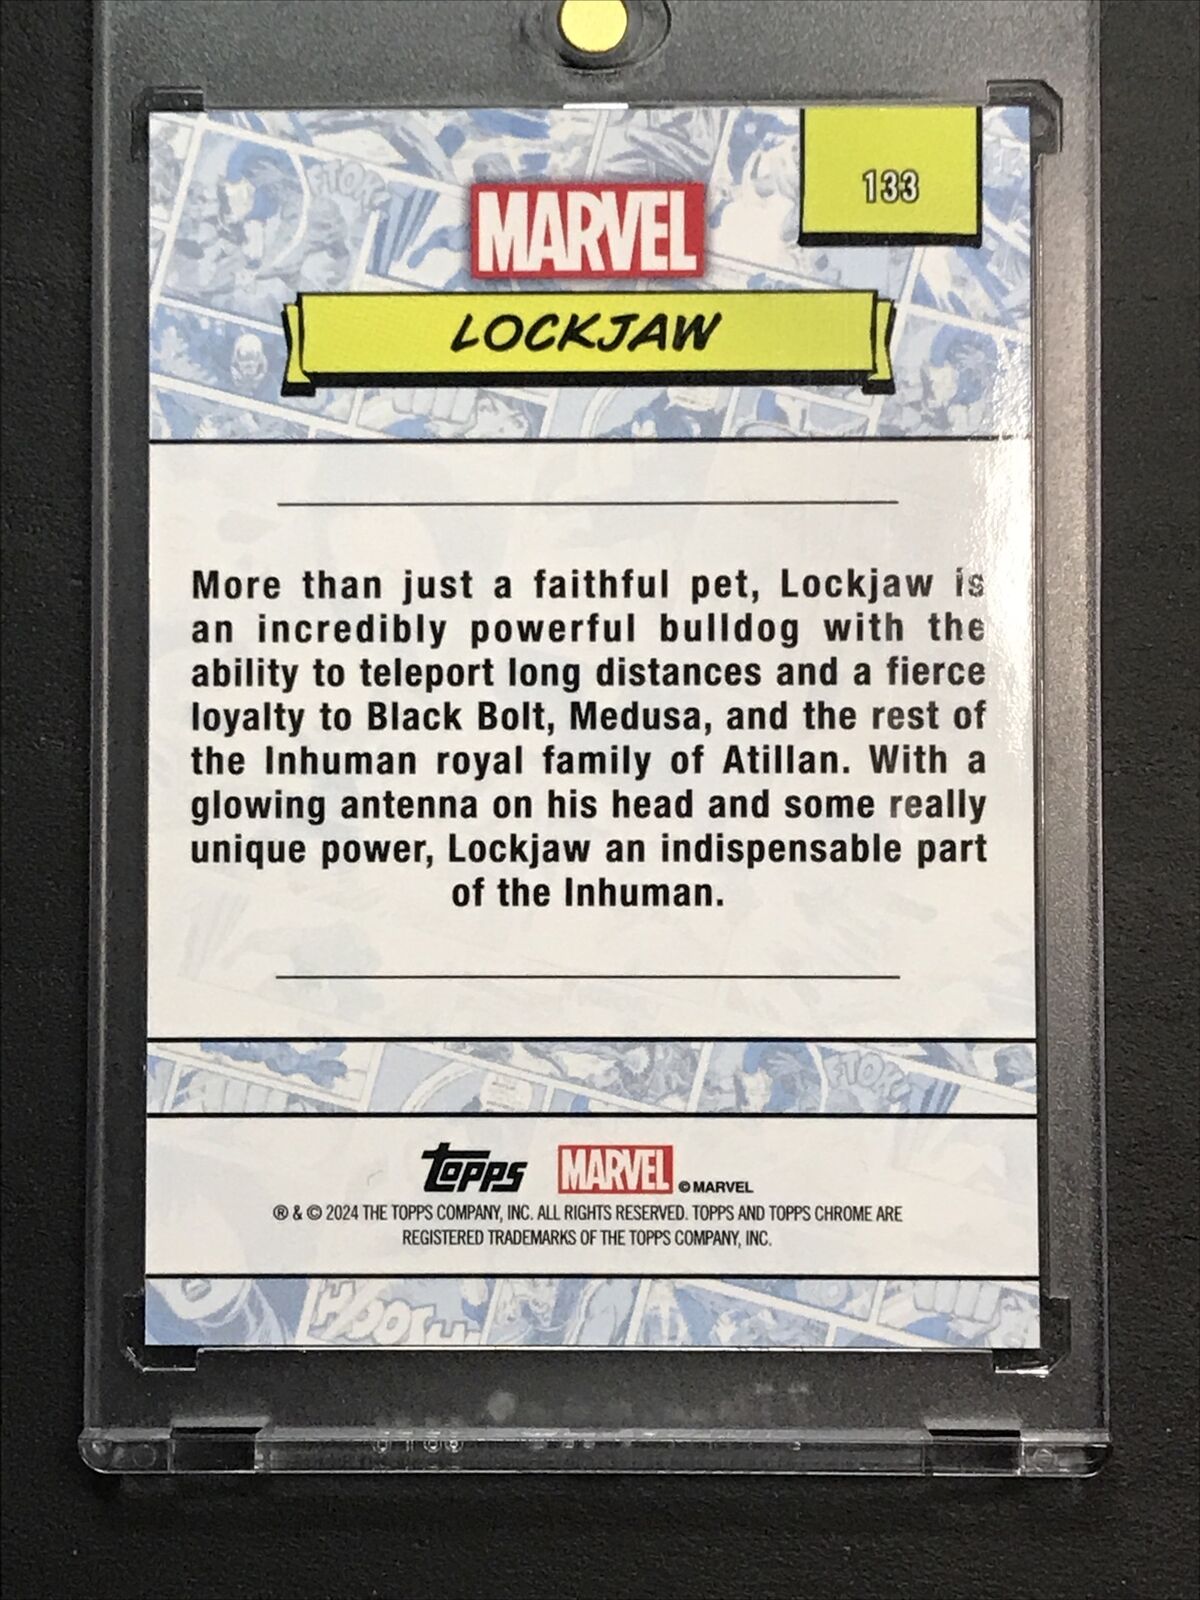 133
MARVEL
LOCKJAW
More than just a faithful pet, Lockjaw is
an incredibly powerful bulldog with the
ability to teleport long distances and a fierce
loyalty to Black Bolt, Medusa, and the rest of
the Inhuman royal family of Atillan. With a
glowing antenna on his head and some really
unique power, Lockjaw an indispensable part
of the Inhuman.
FTOK
topps MARVEL © MARVEL
® & © 2024 THE TOPPS COMPANY, INC. ALL RIGHTS RESERVED. TOPPS AND TOPPS CHROME ARE
REGISTERED TRADEMARKS OF THE TOPPS COMPANY, INC.